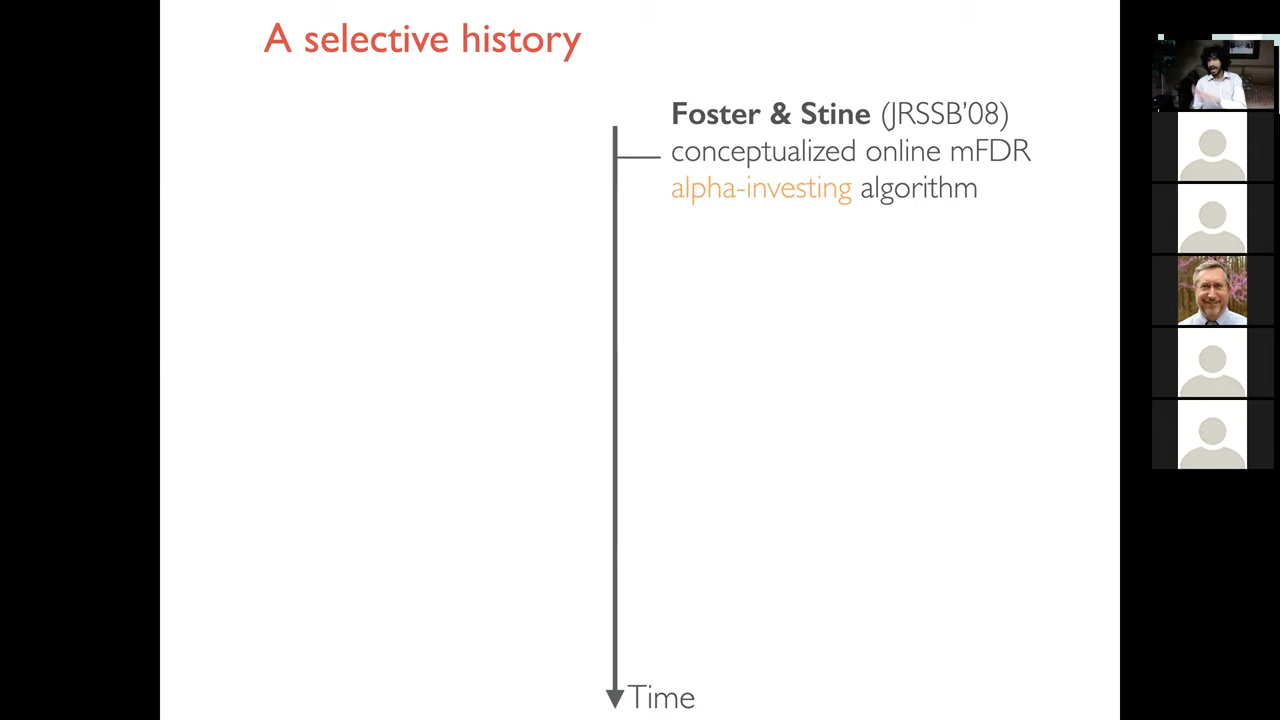 A selective history
Foster & Stine (JRSSB'08)
conceptualized online mFDR
alpha-investing algorithm
Time